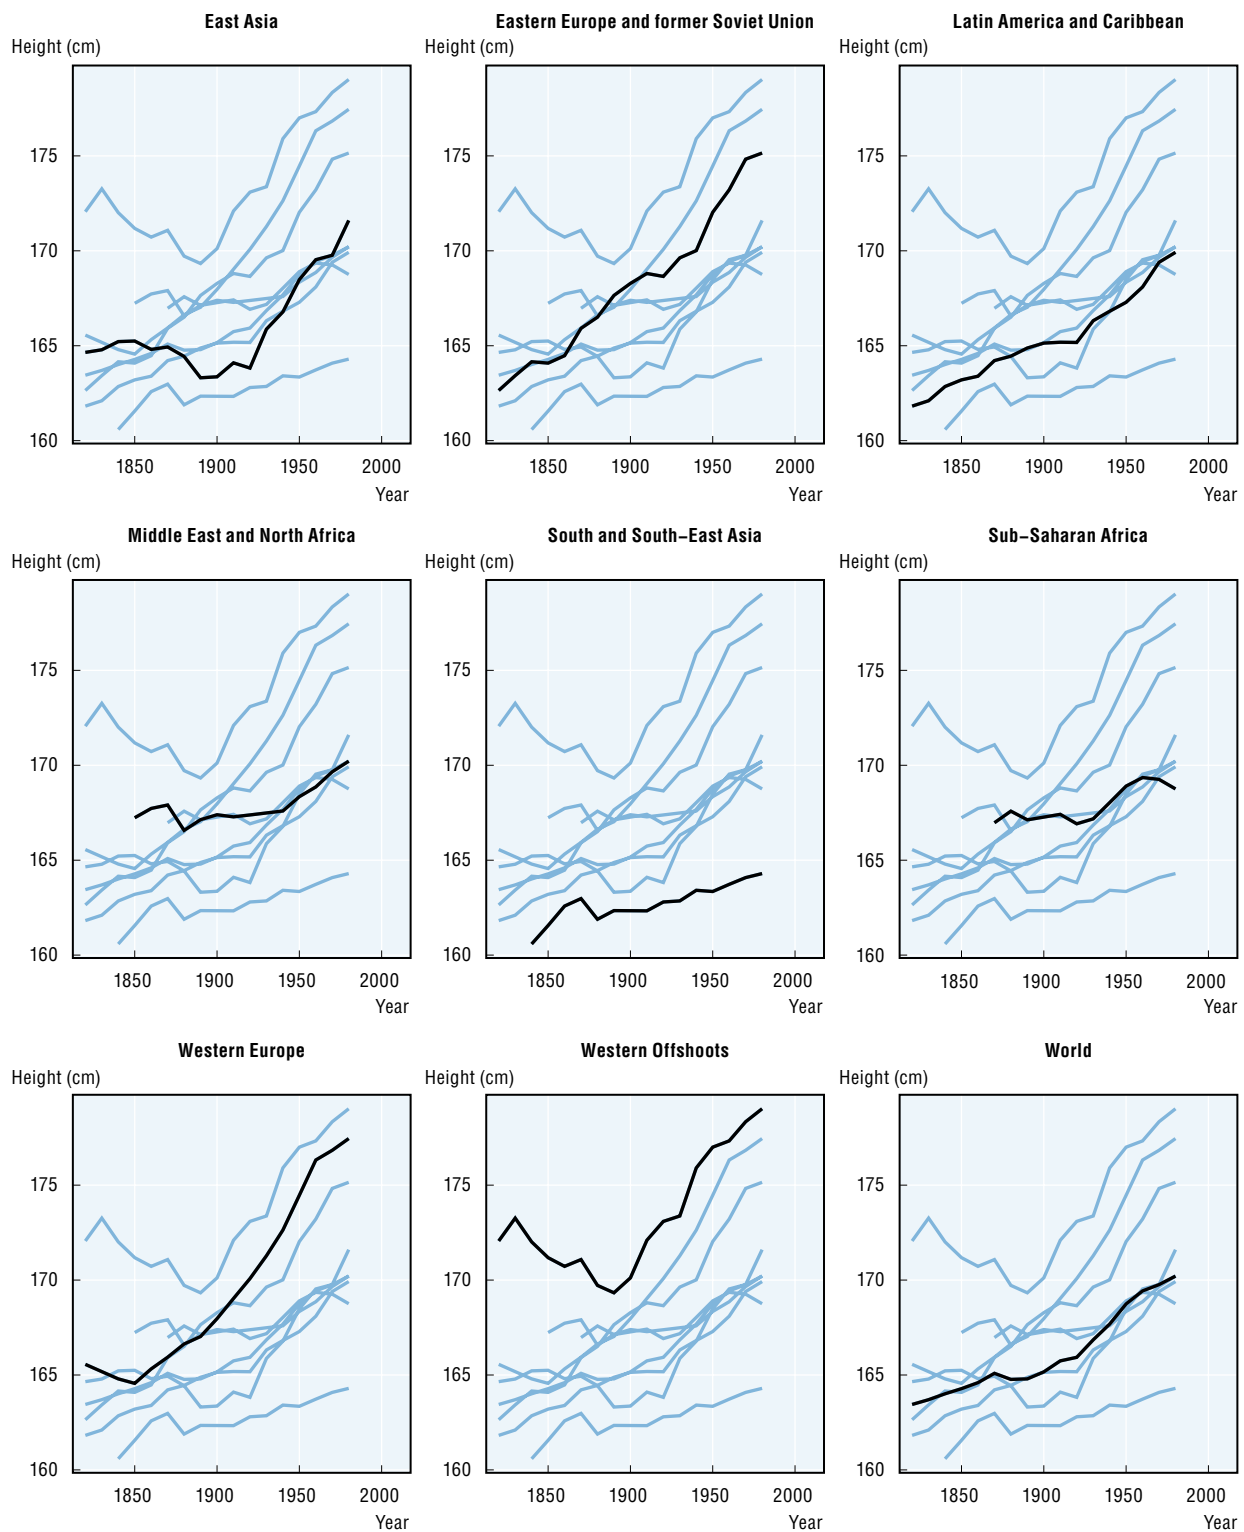 East Asia
Eastern Europe and former Soviet Union
Latin America and Caribbean
Height (cm)
Height (cm)
Height (cm)
175
170
165
160
1850 1900 1950 2000
Year
175
170
165
160
1850 1900 1950 2000
Year
175
170
165
160
1850 1900 1950 2000
Year
Middle East and North Africa
South and South–East Asia
Sub–Saharan Africa
Height (cm)
Height (cm)
Height (cm)
175
170
165
160
1850 1900 1950 2000
Year
175
170
165
160
1850 1900 1950 2000
Year
175
170
165
160
1850 1900 1950 2000
Year
Western Europe
Western Offshoots
World
Height (cm)
Height (cm)
Height (cm)
175
170
165
160
1850 1900 1950 2000
Year
175
170
165
160
1850 1900 1950 2000
Year
175
170
165
160
1850 1900 1950 2000
Year